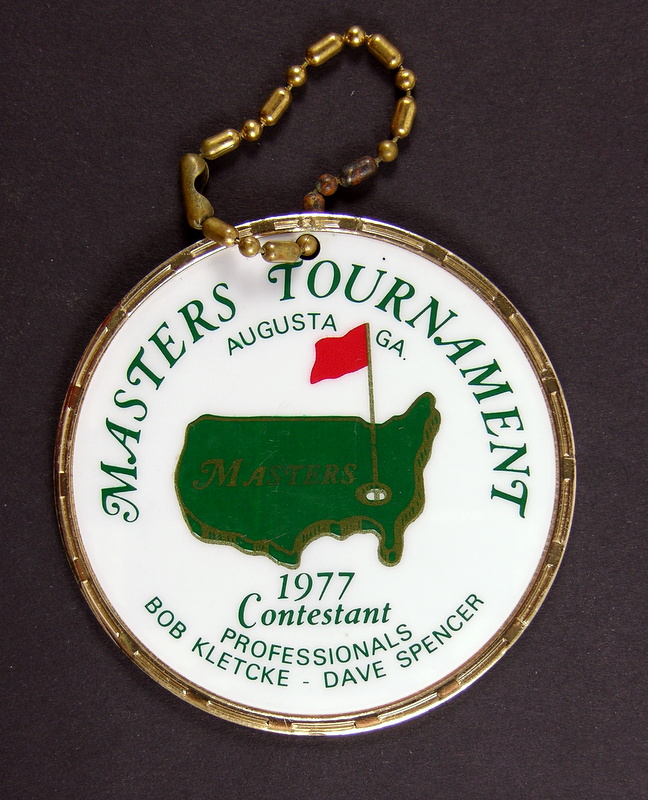 MASTERS TOURNAMENT
AUGUSTA GA.
MASTERS
1977
Contestant
PROFESSIONALS
BOB KLETCKE - DAVE SPENCER